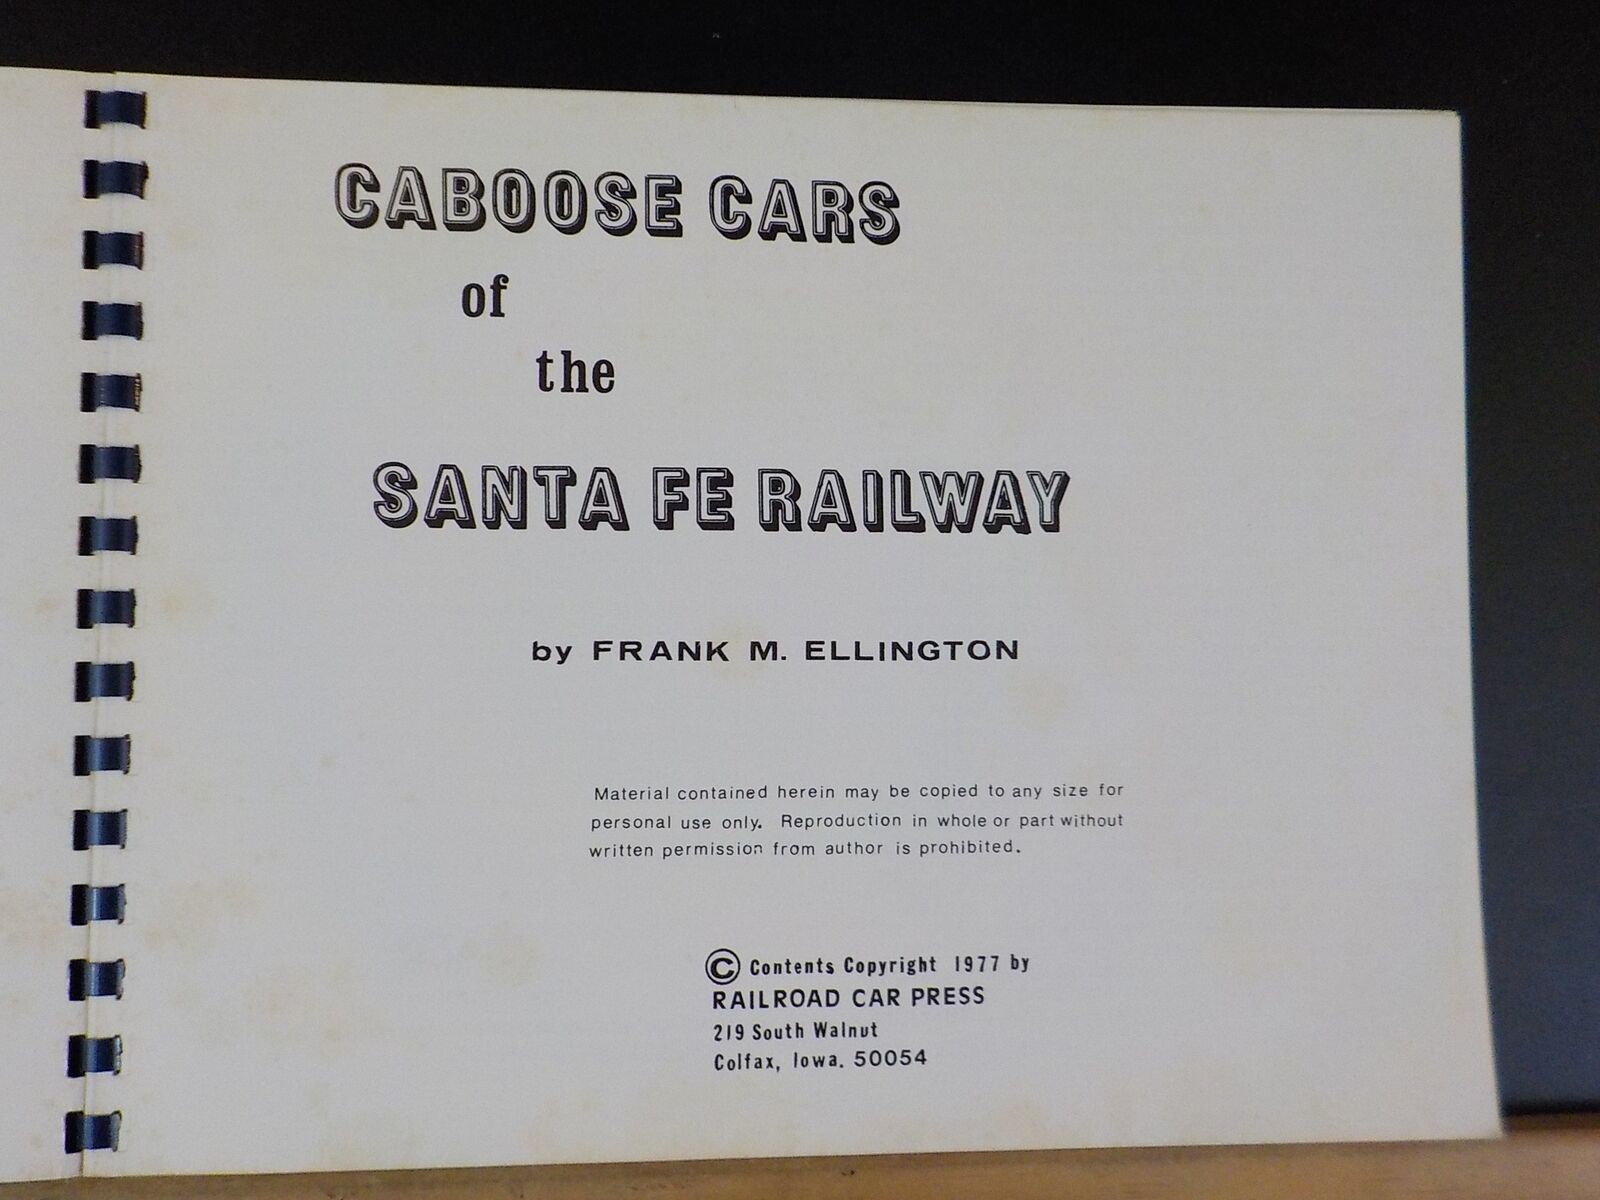 CABOOSE CARS
of
the
SANTA FE RAILWAY
by FRANK M. ELLINGTON
Material contained herein may be copied to any size for
personal use only. Reproduction in whole or part without
written permission from author is prohibited.
© Contents Copyright 1977 by
RAILROAD CAR PRESS
219 South Walnut
Colfax, Iowa. 50054